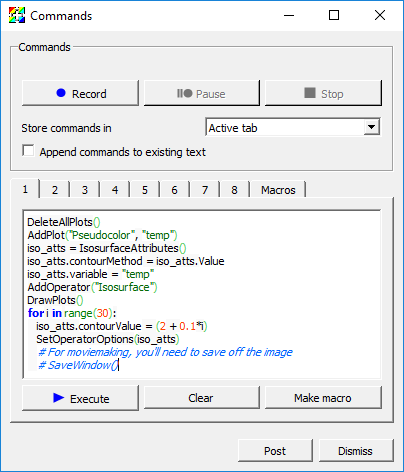 Commands
Commands
Record
Pause
Stop
Store commands in
Active tab
Append commands to existing text
1 2 3 4 5 6 7 8 Macros
DeleteAllPlots()
AddPlot("Pseudocolor", "temp")
iso_atts = IsosurfaceAttributes()
iso_atts.contourMethod = iso_atts.Value
iso_atts.variable = "temp"
AddOperator("Isosurface")
DrawPlots()
for i in range(30):
iso_atts.contourValue = (2 + 0.1*i)
SetOperatorOptions(iso_atts)
# For moviemaking, you'll need to save off the image
# SaveWindow()
Execute
Clear
Make macro
Post
Dismiss